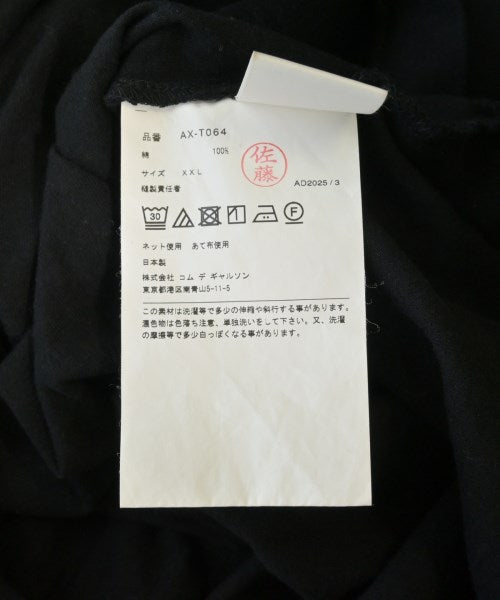 品番 AX-T064
綿 100%
サイズ XXL
縫製責任者
佐藤
AD2025/3
30
F
ネット使用 あて布使用
日本製
株式会社 コム デ ギャルソン
東京都港区南青山5-11-5
この素材は洗濯等で多少の伸縮や斜行する事があります。
濃色物は色落ち注意、単独洗いをして下さい。又、洗濯
の摩擦等で多少白っぽくなる事が有ります。